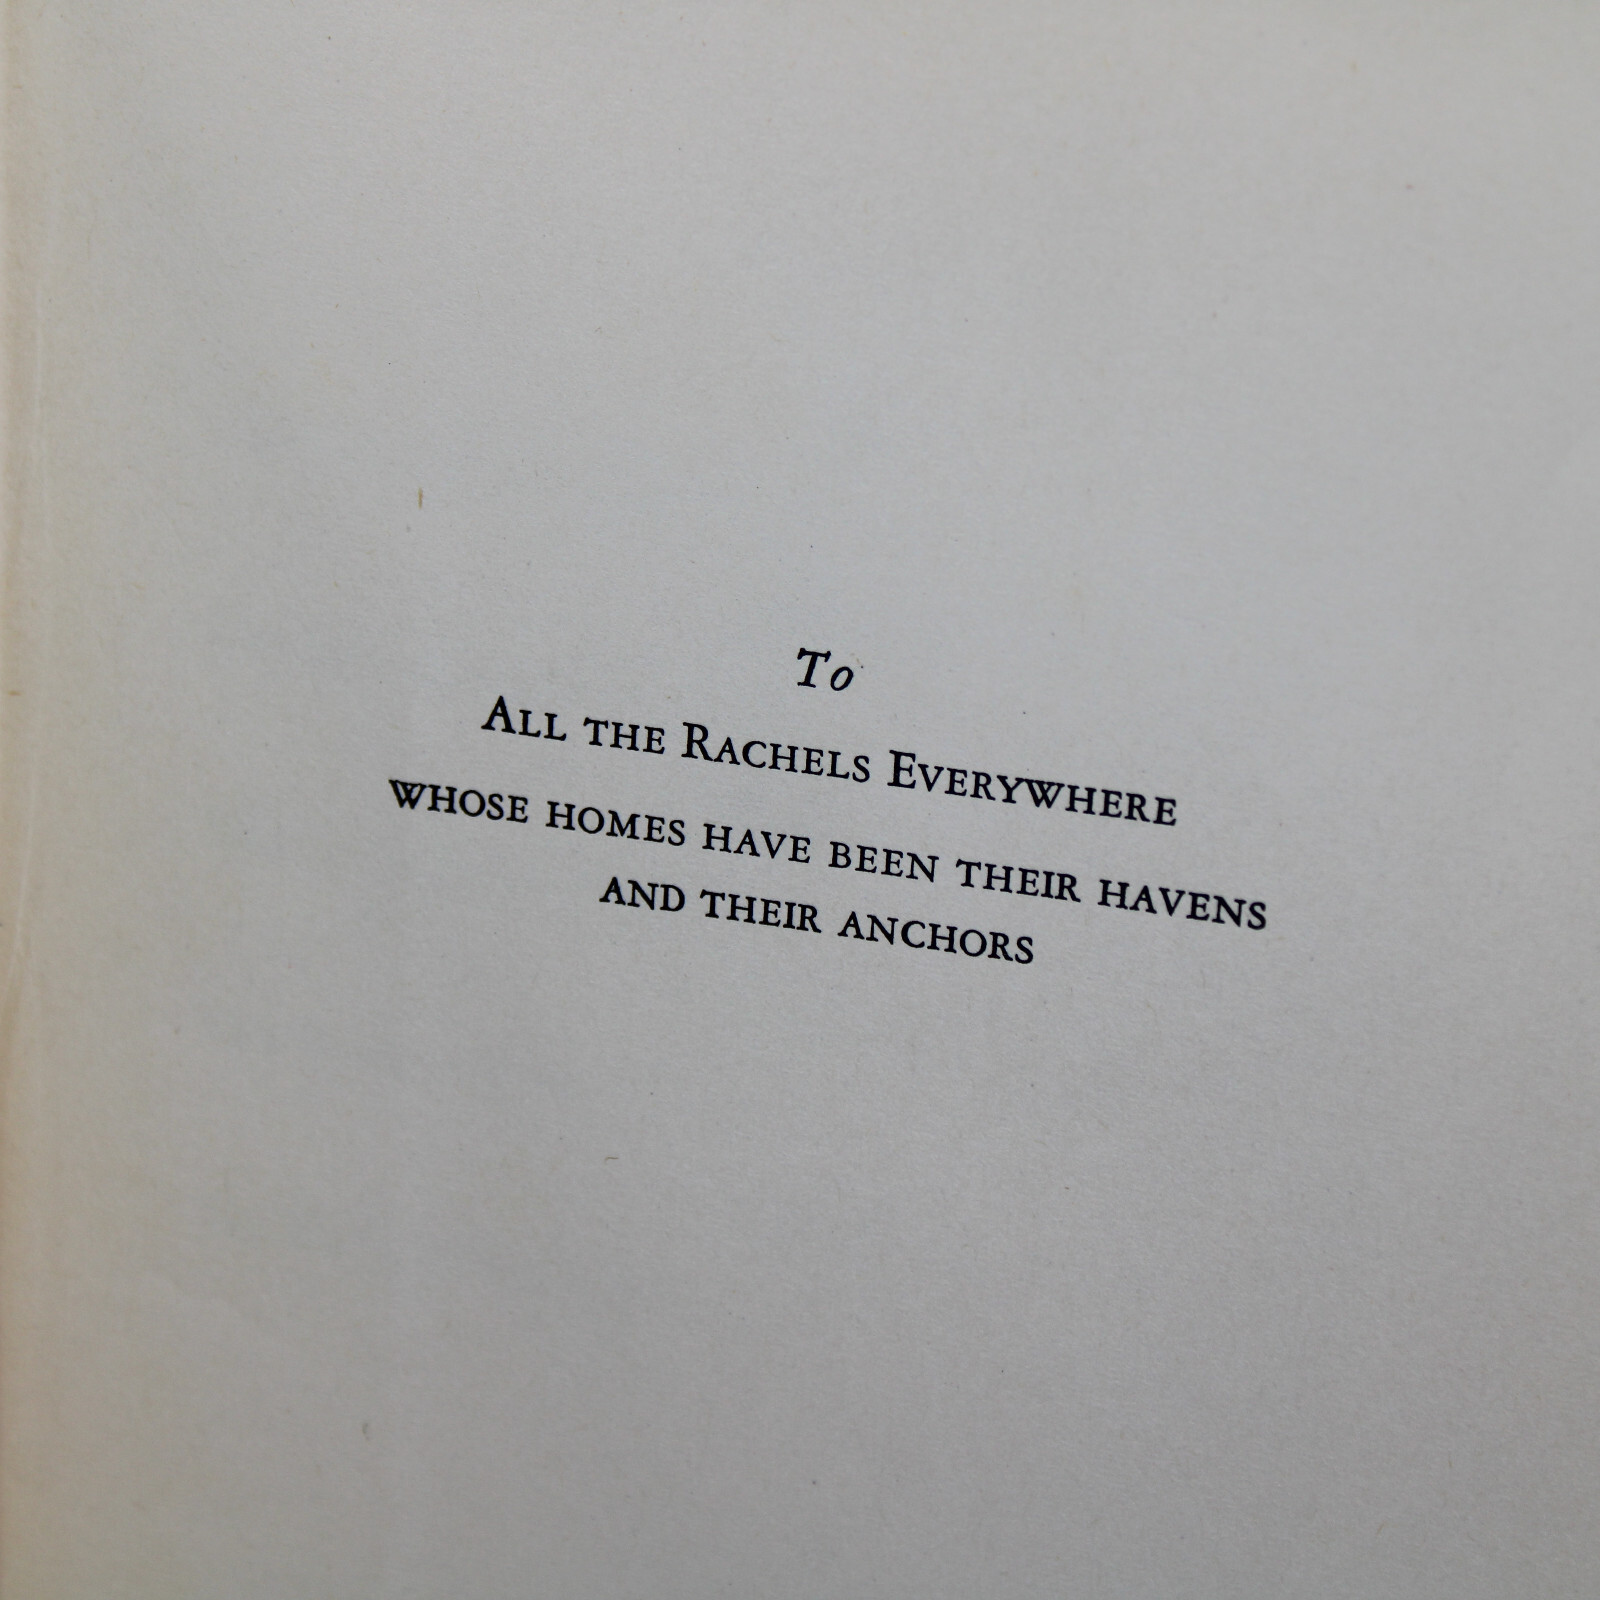 To
All the Rachels Everywhere
whose homes have been their havens
and their anchors